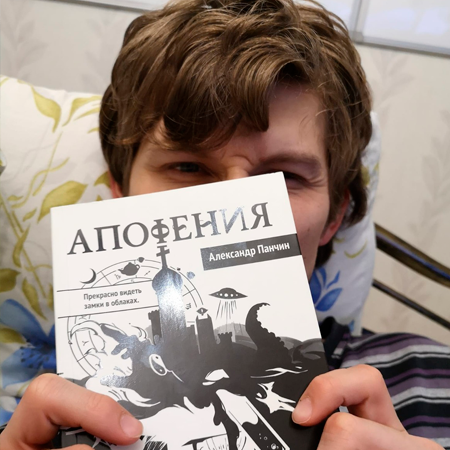 АПОФЕНИЯ
Александр Панчин
Прекрасно видеть
замки в облаках.